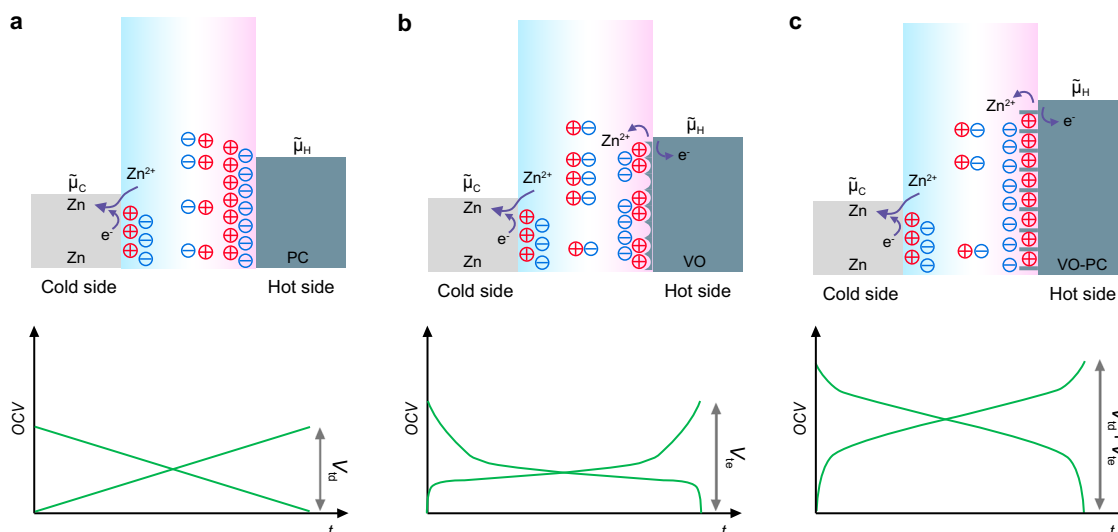 a
μ̃H
μ̃C
Zn²⁺
Zn
e⁻
Zn
PC
Cold side
Hot side
OCV
Vtd
t
b
μ̃H
Zn²⁺
e⁻
μ̃C
Zn²⁺
Zn
e⁻
Zn
VO
Cold side
Hot side
OCV
Vte
t
c
μ̃H
Zn²⁺
e⁻
μ̃C
Zn²⁺
Zn
e⁻
Zn
VO-PC
Cold side
Hot side
OCV
t